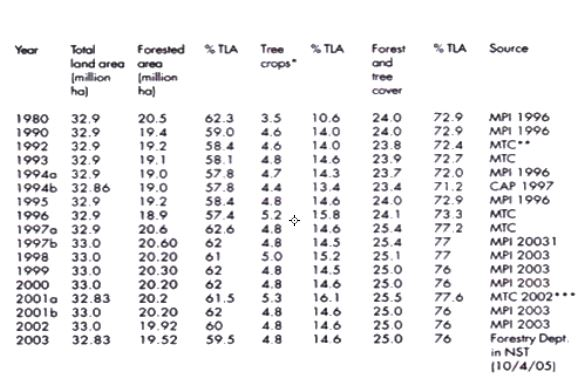 Year Total land area (million ha) Forested area (million ha) % TLA Tree crops* % TLA Forest and tree cover % TLA Source
1980 32.9 20.5 62.3 3.5 10.6 24.0 72.9 MPI 1996
1990 32.9 19.4 59.0 4.6 14.0 24.0 72.9 MPI 1996
1992 32.9 19.2 58.4 4.6 14.0 23.8 72.4 MTC**
1993 32.9 19.1 58.1 4.8 14.6 23.9 72.7 MTC
1994a 32.9 19.0 57.8 4.7 14.3 23.7 72.0 MPI 1996
1994b 32.86 19.0 57.8 4.4 13.4 23.4 71.2 CAP 1997
1995 32.9 19.2 58.4 4.8 14.6 24.0 72.9 MPI 1996
1996 32.9 18.9 57.4 5.2 15.8 24.1 73.3 MTC
1997a 32.9 20.6 62.6 4.8 14.6 25.4 77.2 MTC
1997b 33.0 20.60 62 4.8 14.5 25.4 77 MPI 20031
1998 33.0 20.20 61 5.0 15.2 25.1 77 MPI 2003
1999 33.0 20.30 62 4.8 14.5 25.0 76 MPI 2003
2000 33.0 20.20 62 4.8 14.6 25.0 76 MPI 2003
2001a 32.83 20.2 61.5 5.3 16.1 25.5 77.6 MTC 2002***
2001b 33.0 20.20 62 4.8 14.6 25.0 76 MPI 2003
2002 33.0 19.92 60 4.8 14.6 25.0 76 MPI 2003
2003 32.83 19.52 59.5 4.8 14.6 25.0 76 Forestry Dept.
in NST
(10/4/05)